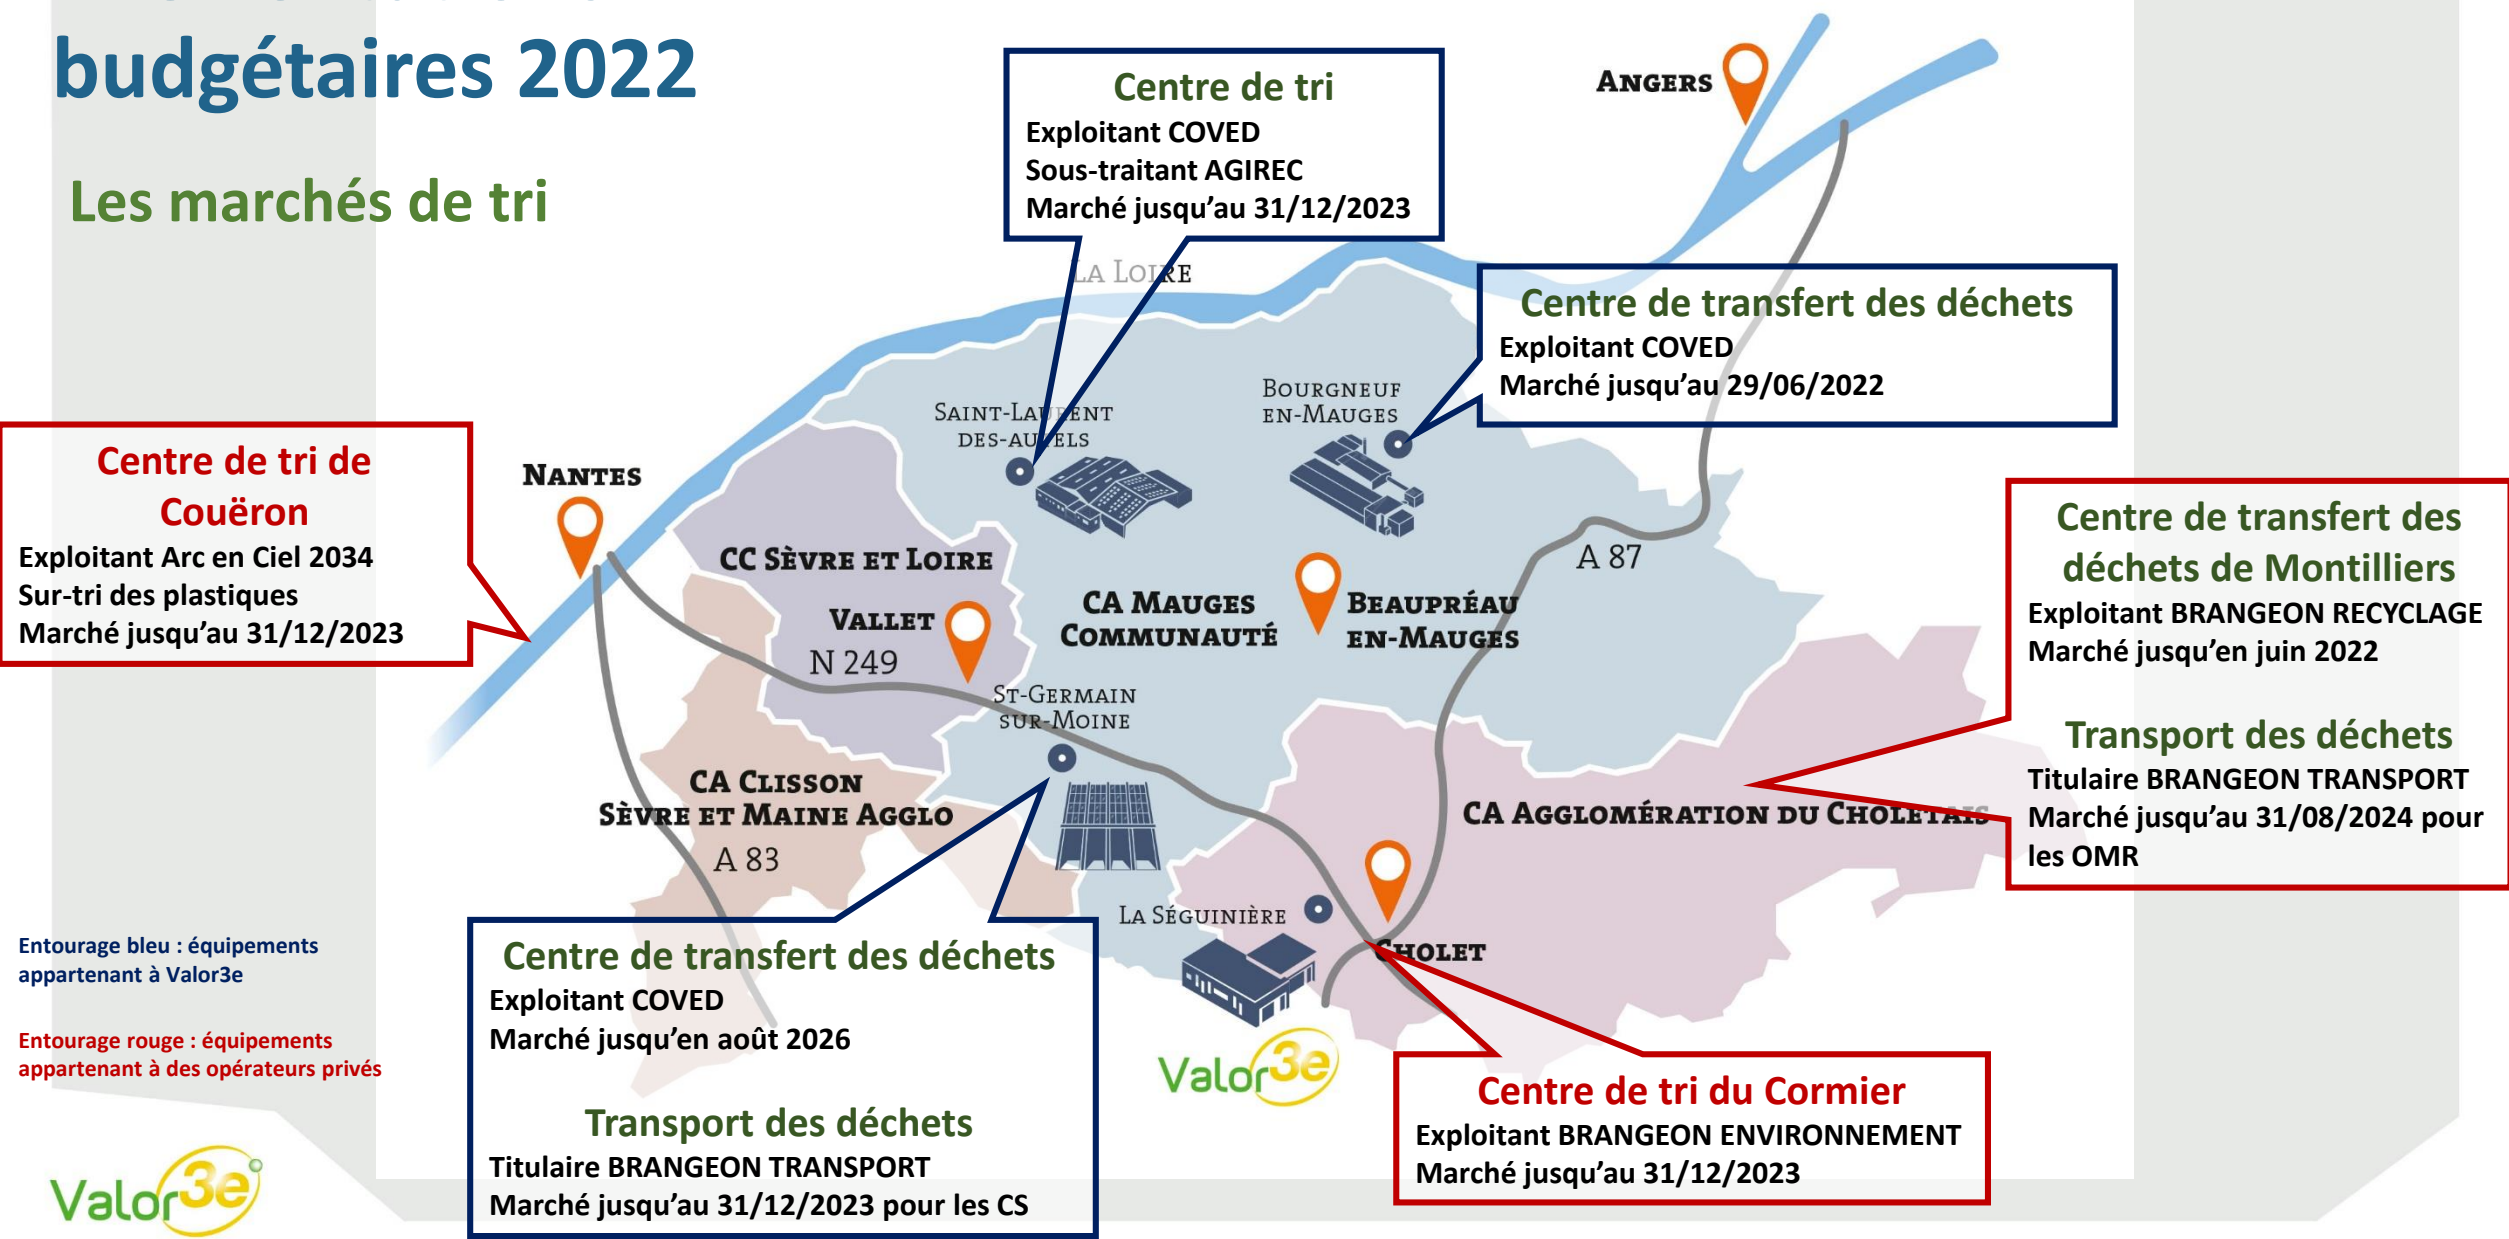 budgétaires 2022
Les marchés de tri
Centre de tri
Exploitant COVED
Sous-traitant AGIREC
Marché jusqu’au 31/12/2023
ANGERS
LA LOIRE
Centre de transfert des déchets
Exploitant COVED
Marché jusqu’au 29/06/2022
BOURGNEUF
EN-MAUGES
SAINT-LAURENT
DES-AUTELS
Centre de tri de
Couëron
Exploitant Arc en Ciel 2034
Sur-tri des plastiques
Marché jusqu’au 31/12/2023
NANTES
CC SÈVRE ET LOIRE
VALLET
N 249
CA MAUGES
COMMUNAUTÉ
BEAUPRÉAU
EN-MAUGES
A 87
Centre de transfert des
déchets de Montilliers
Exploitant BRANGEON RECYCLAGE
Marché jusqu’en juin 2022
Transport des déchets
Titulaire BRANGEON TRANSPORT
Marché jusqu’au 31/08/2024 pour
les OMR
ST-GERMAIN
SUR-MOINE
CA CLISSON
SÈVRE ET MAINE AGGLO
A 83
CA AGGLOMÉRATION DU CHOLETAIS
LA SÉGUINIÈRE
CHOLET
Entourage bleu : équipements
appartenant à Valor3e
Entourage rouge : équipements
appartenant à des opérateurs privés
Centre de transfert des déchets
Exploitant COVED
Marché jusqu’en août 2026
Transport des déchets
Titulaire BRANGEON TRANSPORT
Marché jusqu’au 31/12/2023 pour les CS
Valor3e
Centre de tri du Cormier
Exploitant BRANGEON ENVIRONNEMENT
Marché jusqu’au 31/12/2023
Valor3e